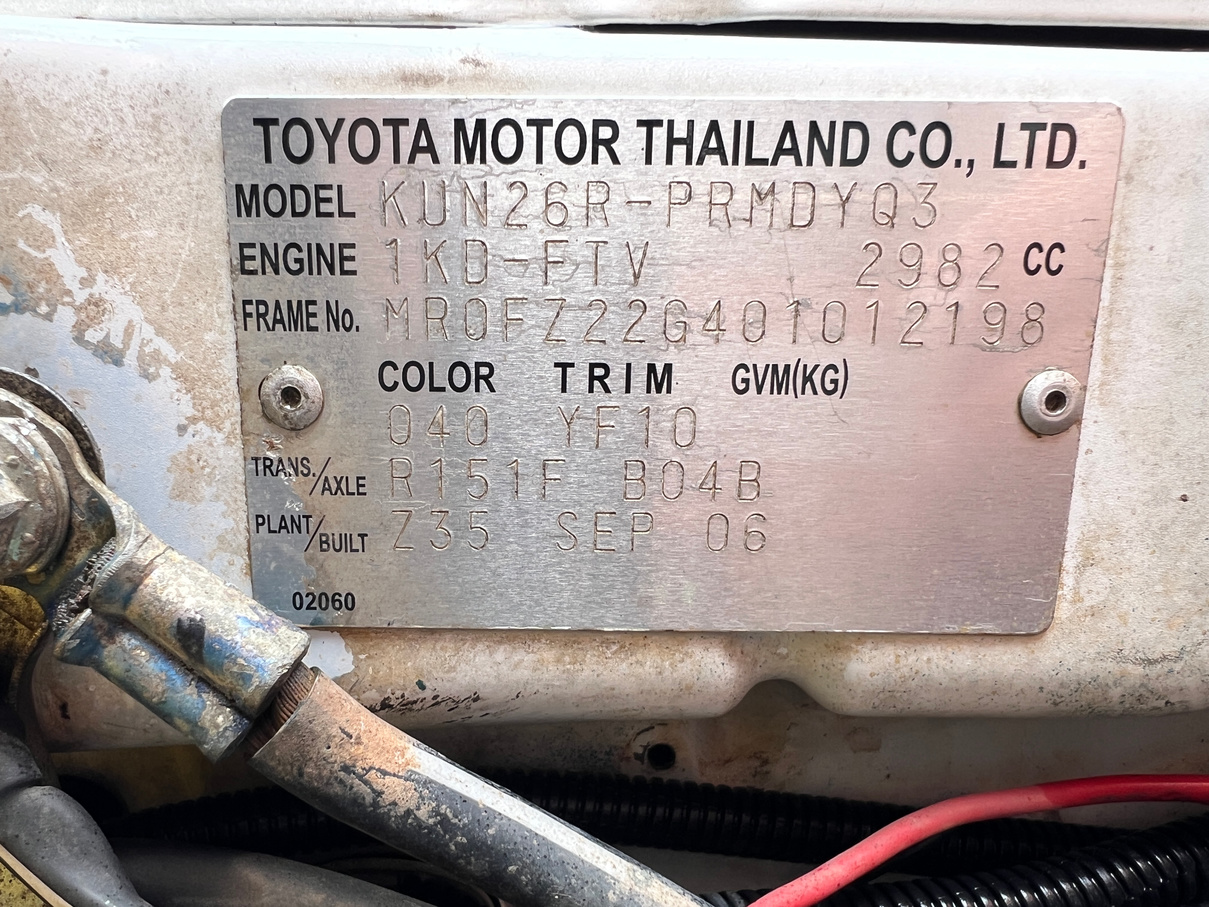 TOYOTA MOTOR THAILAND CO., LTD.
MODEL KUN26R-PRMDYQ3
ENGINE 1KD-FTV 2982 CC
FRAME No. MR0FZ22G401012198
COLOR TRIM GVM(KG)
040 YF10
TRANS./AXLE R151F B04B
PLANT/BUILT Z35 SEP 06
02060